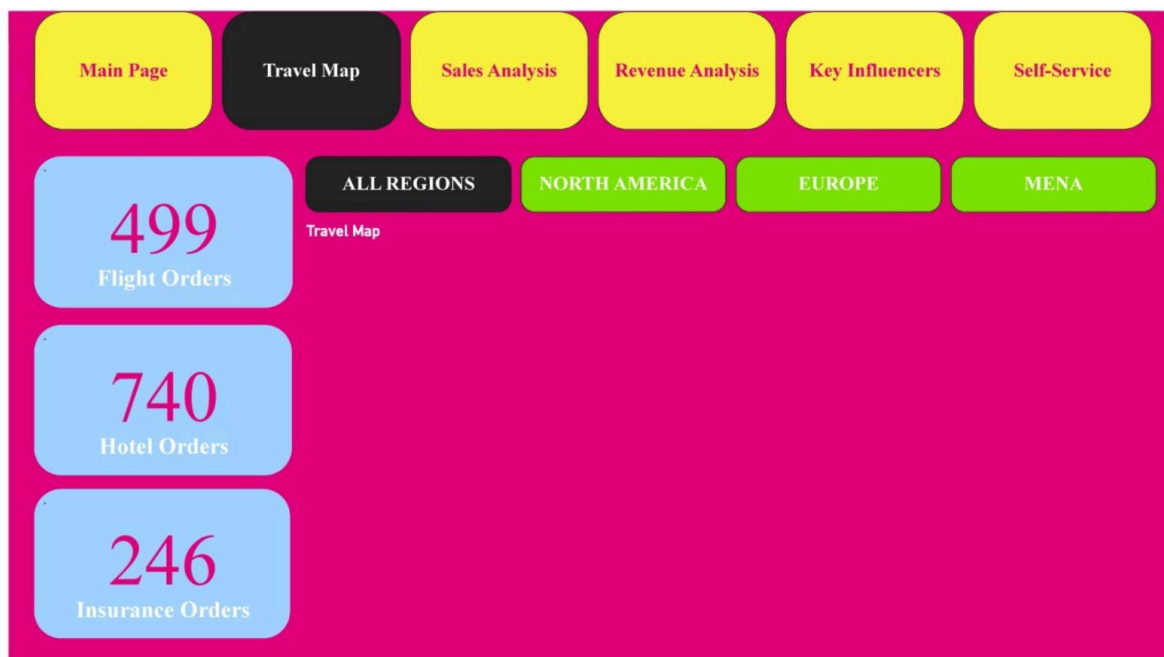 Main Page
Travel Map
Sales Analysis
Revenue Analysis
Key Influencers
Self-Service
499
Flight Orders
740
Hotel Orders
246
Insurance Orders
ALL REGIONS
NORTH AMERICA
EUROPE
MENA
Travel Map